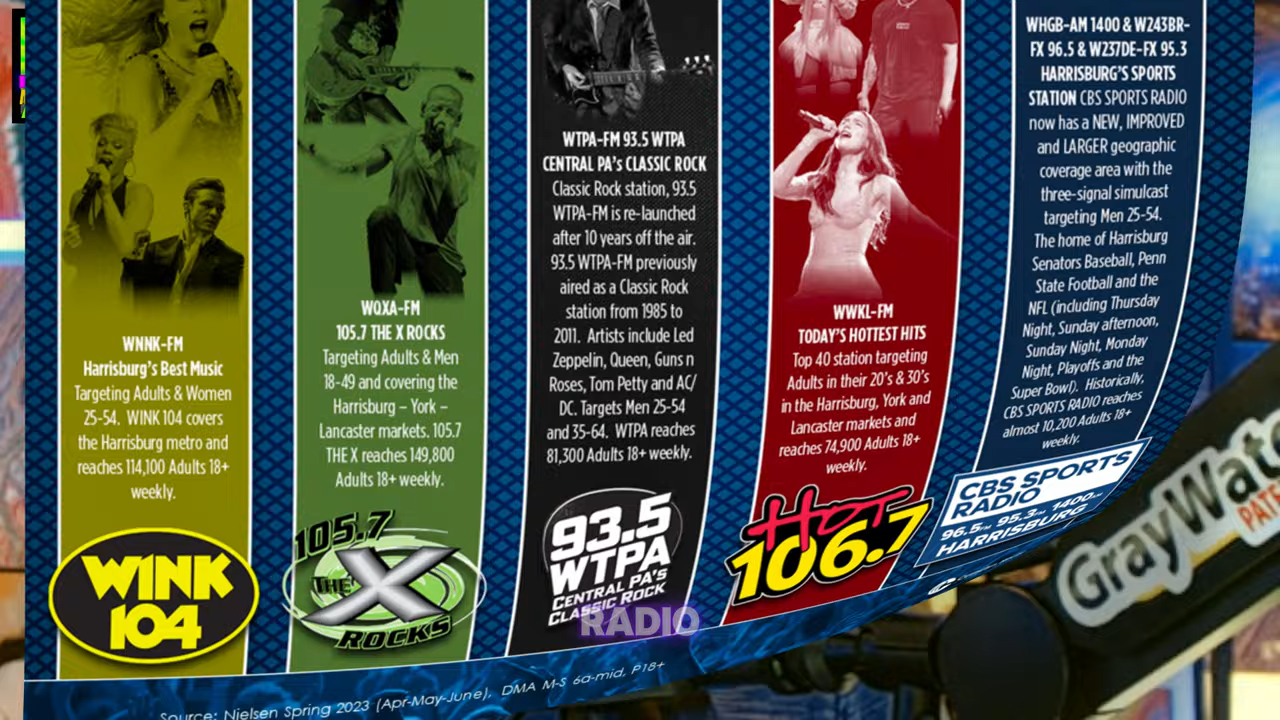 WNNK-FM
Harrisburg's Best Music
Targeting Adults & Women
25-54. WINK 104 covers
the Harrisburg metro and
reaches 114,100 Adults 18+
weekly.
WINK
104
WQXA-FM
105.7 THE X ROCKS
Targeting Adults & Men
18-49 and covering the
Harrisburg – York –
Lancaster markets. 105.7
THE X reaches 149,800
Adults 18+ weekly.
105.7
THE X
ROCKS
WTPA-FM 93.5 WTPA
CENTRAL PA's CLASSIC ROCK
Classic Rock station, 93.5
WTPA-FM is re-launched
after 10 years off the air.
93.5 WTPA-FM previously
aired as a Classic Rock
station from 1985 to
2011. Artists include Led
Zeppelin, Queen, Guns n
Roses, Tom Petty and AC/
DC. Targets Men 25-54
and 35-64. WTPA reaches
81,300 Adults 18+ weekly.
93.5
WTPA
CENTRAL PA'S
CLASSIC ROCK
RADIO
WWKL-FM
TODAY'S HOTTEST HITS
Top 40 station targeting
Adults in their 20's & 30's
in the Harrisburg, York and
Lancaster markets and
reaches 74,900 Adults 18+
weekly.
HOT
106.7
WHGB-AM 1400 & W243BR-
FX 96.5 & W237DE-FX 95.3
HARRISBURG'S SPORTS
STATION CBS SPORTS RADIO
now has a NEW, IMPROVED
and LARGER geographic
coverage area with the
three-signal simulcast
targeting Men 25-54.
The home of Harrisburg
Senators Baseball, Penn
State Football and the
NFL (including Thursday
Night, Sunday afternoon,
Sunday Night, Monday
Night, Playoffs and the
Super Bowl). Historically,
CBS SPORTS RADIO reaches
almost 10,200 Adults 18+
weekly.
CBS SPORTS
RADIO
96.5FM 95.3FM 1400AM
HARRISBURG
Source: Nielsen Spring 2023 (Apr-May-June), DMA M-S 6a-mid, P18+